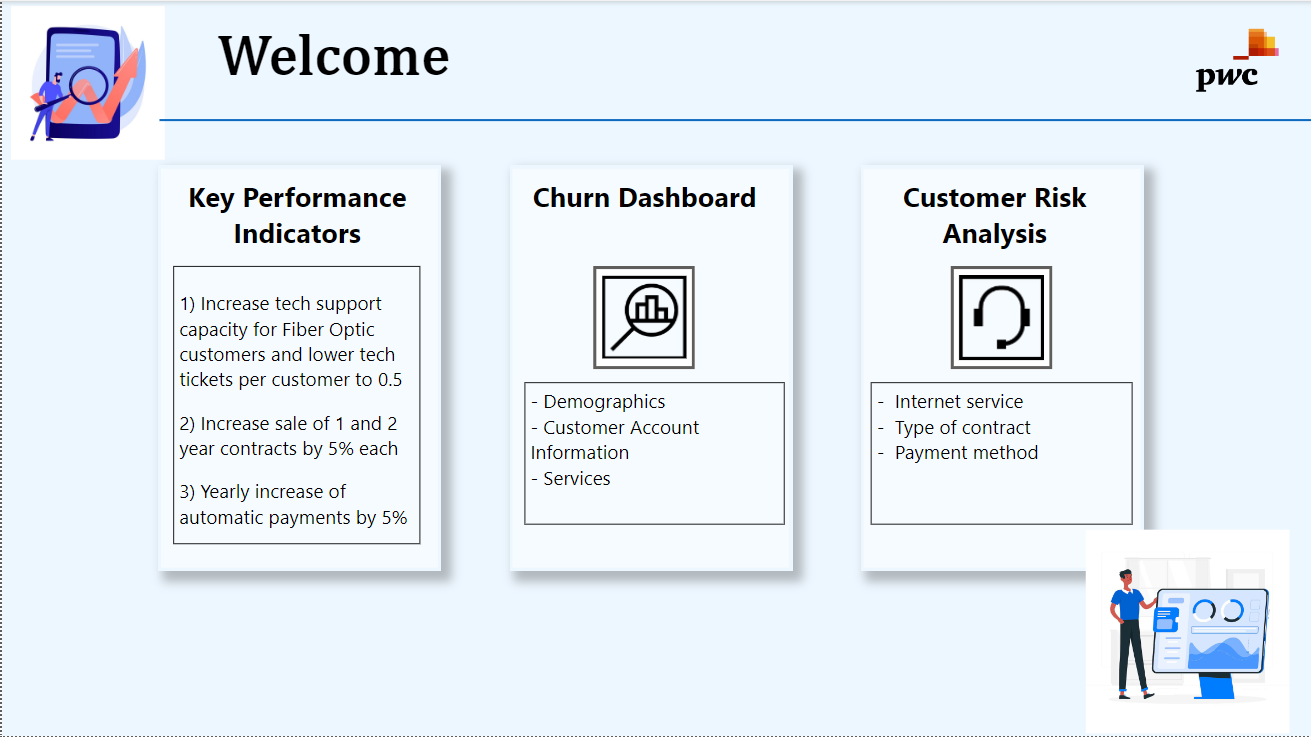 Welcome
pwc
Key Performance
Indicators
1) Increase tech support
capacity for Fiber Optic
customers and lower tech
tickets per customer to 0.5
2) Increase sale of 1 and 2
year contracts by 5% each
3) Yearly increase of
automatic payments by 5%
Churn Dashboard
- Demographics
- Customer Account
Information
- Services
Customer Risk
Analysis
- Internet service
- Type of contract
- Payment method